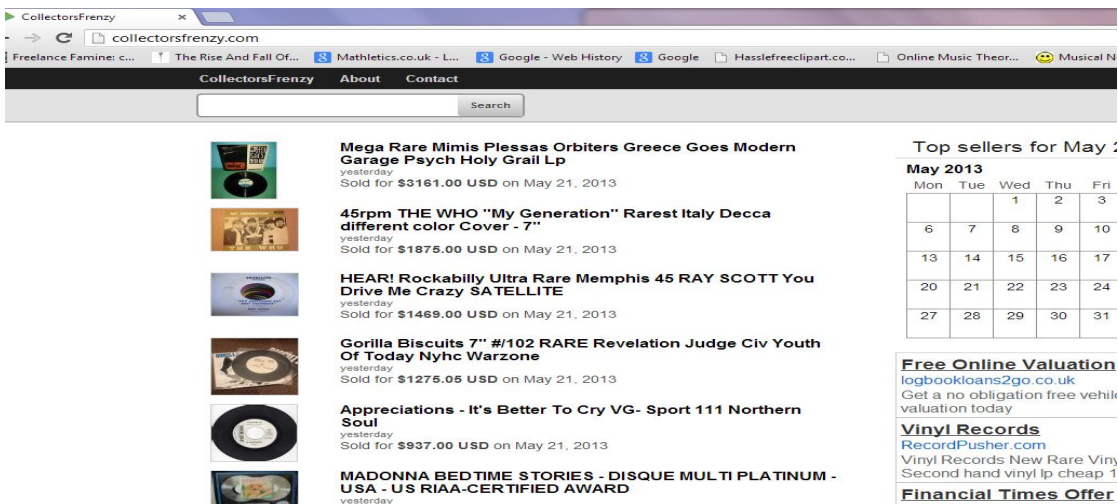 CollectorsFrenzy ×
collectorsfrenzy.com
Freelance Famine: c... The Rise And Fall Of... Mathletics.co.uk - L... Google - Web History Google Hasslefreeclipart.co... Online Music Theor... Musical N
CollectorsFrenzy About Contact
Search
Mega Rare Mimis Plessas Orbiters Greece Goes Modern
Garage Psych Holy Grail Lp
yesterday
Sold for $3161.00 USD on May 21, 2013
45rpm THE WHO "My Generation" Rarest Italy Decca
different color Cover - 7"
yesterday
Sold for $1875.00 USD on May 21, 2013
HEAR! Rockabilly Ultra Rare Memphis 45 RAY SCOTT You
Drive Me Crazy SATELLITE
yesterday
Sold for $1469.00 USD on May 21, 2013
Gorilla Biscuits 7" #/102 RARE Revelation Judge Civ Youth
Of Today Nyhc Warzone
yesterday
Sold for $1275.05 USD on May 21, 2013
Appreciations - It's Better To Cry VG- Sport 111 Northern
Soul
yesterday
Sold for $937.00 USD on May 21, 2013
MADONNA BEDTIME STORIES - DISQUE MULTI PLATINUM -
USA - US RIAA-CERTIFIED AWARD
yesterday
THE WHO
Top sellers for May 2
May 2013
Mon Tue Wed Thu Fri
1 2 3
6 7 8 9 10
13 14 15 16 17
20 21 22 23 24
27 28 29 30 31
Free Online Valuation
logbookloans2go.co.uk
Get a no obligation free vehilc
valuation today
Vinyl Records
RecordPusher.com
Vinyl Records New Rare Viny
Second hand vinyl lp cheap 1
Financial Times Offer